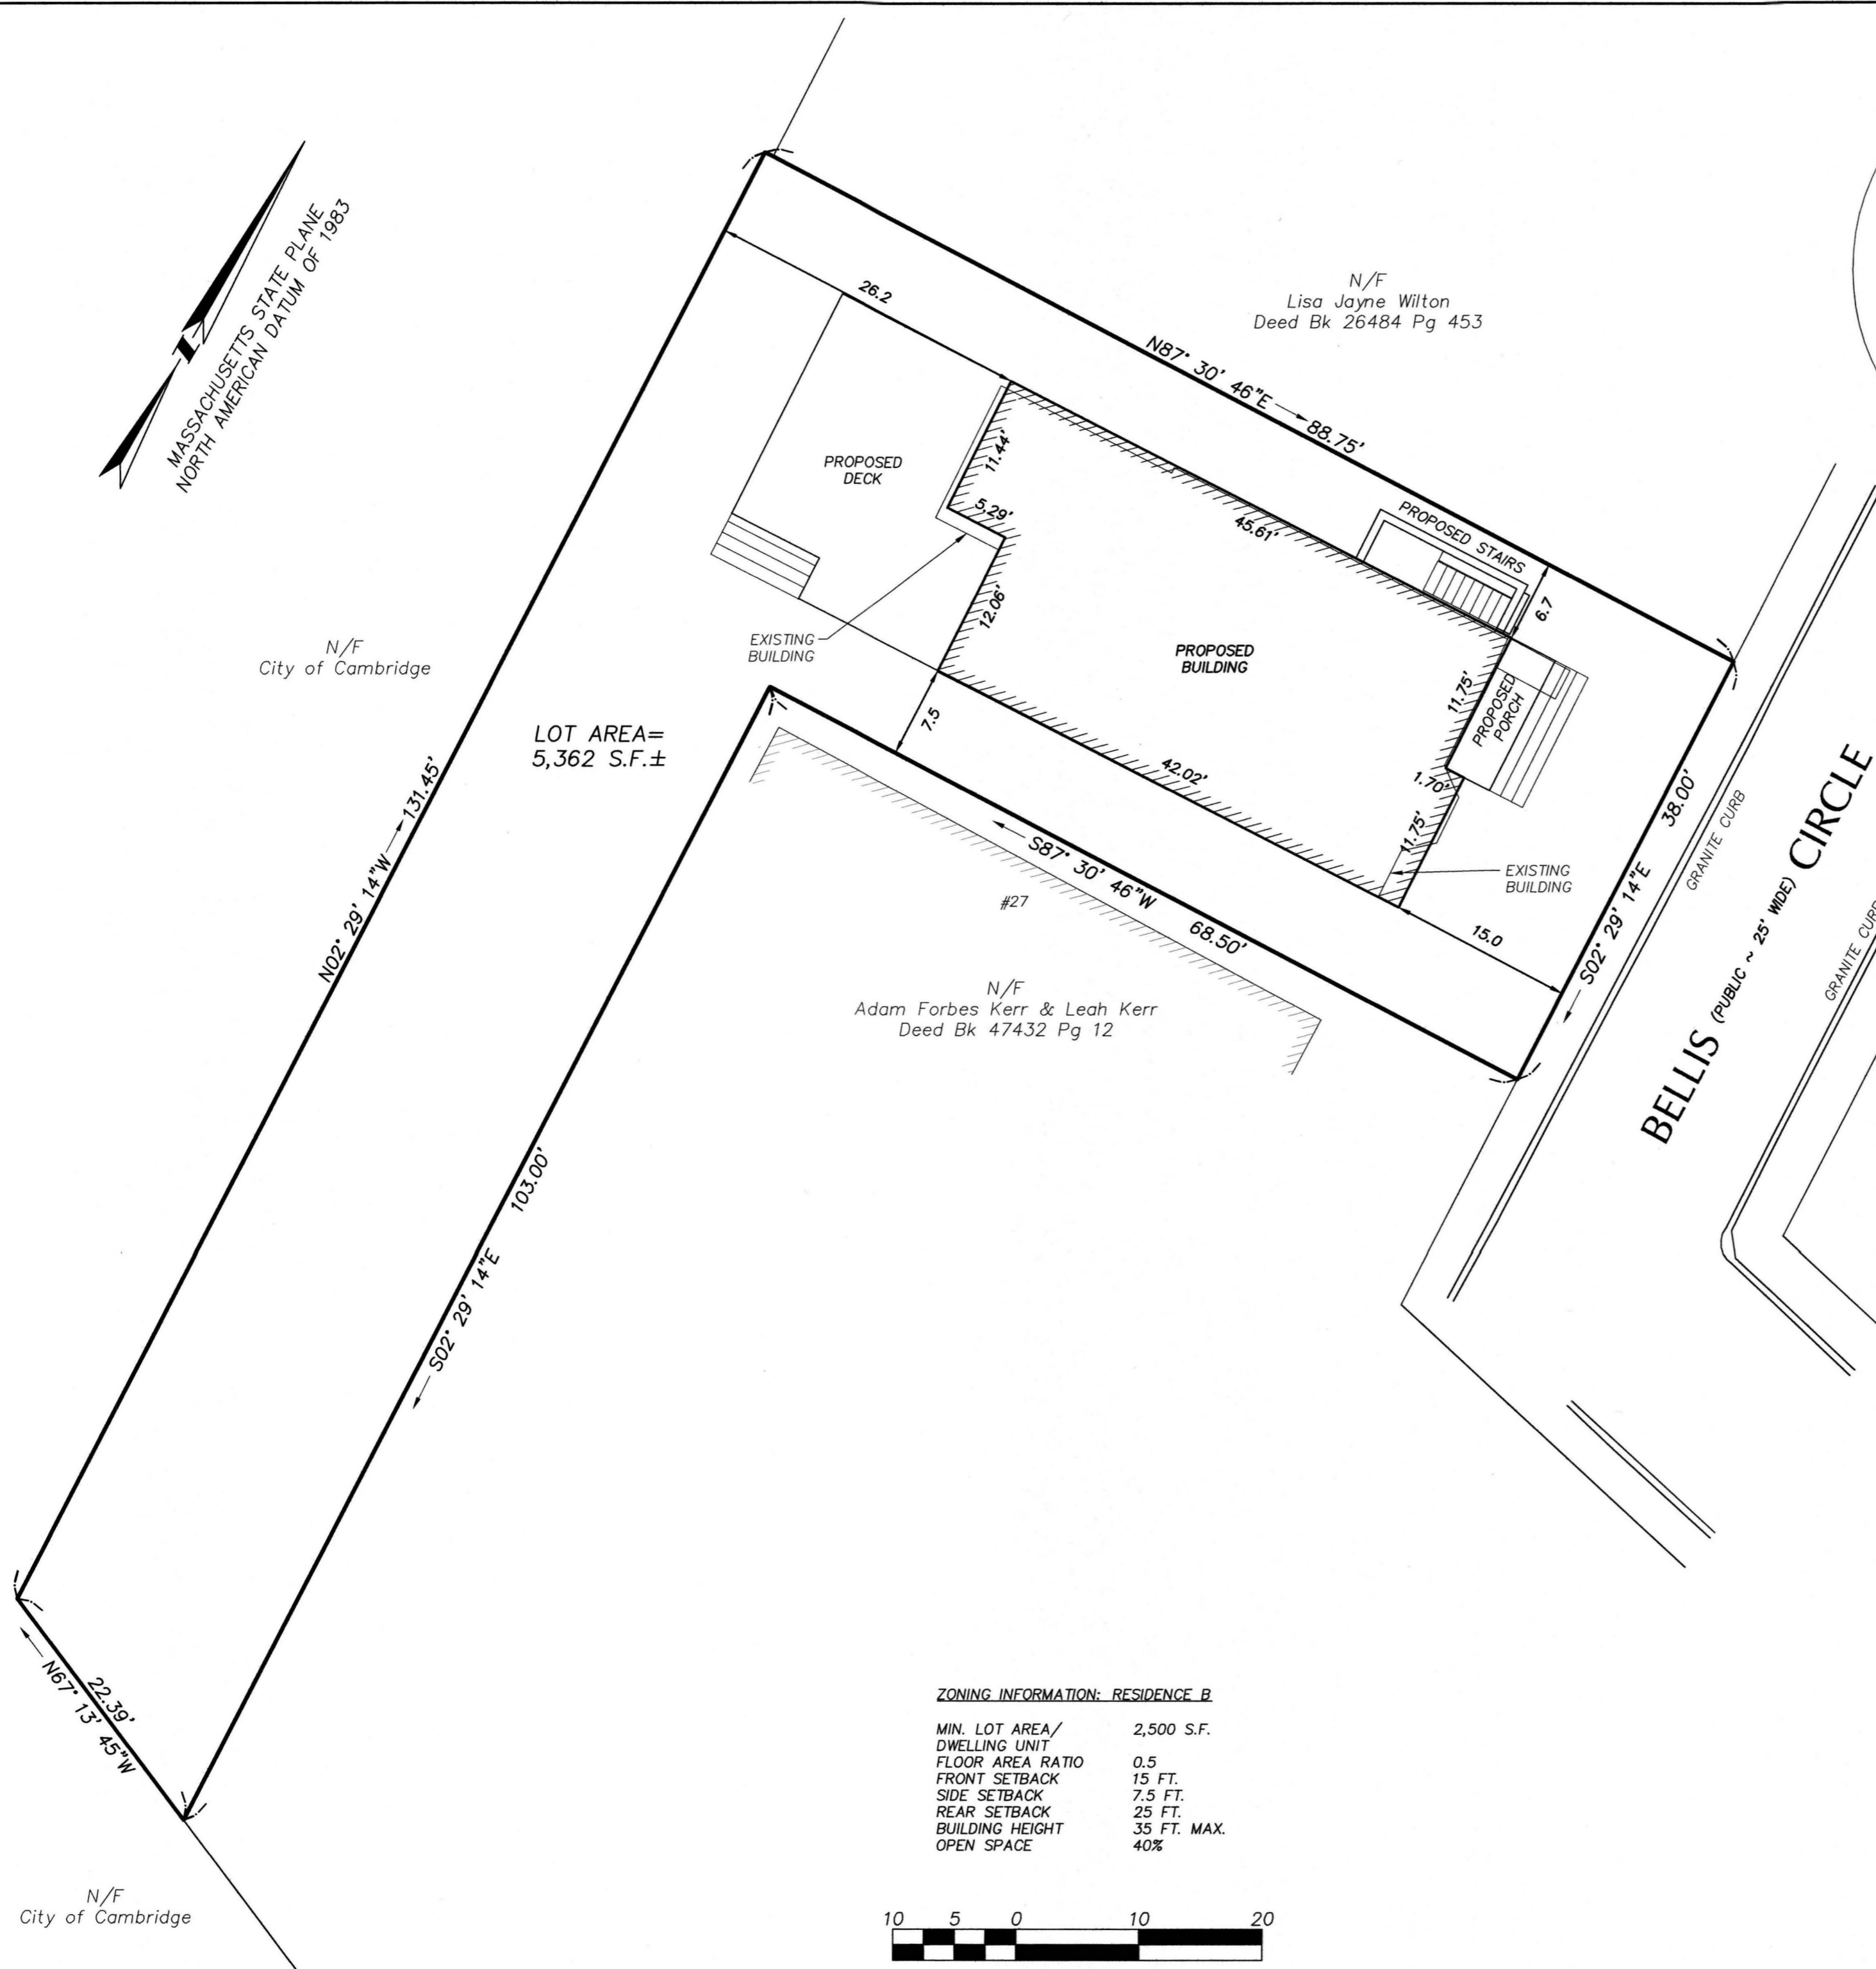 MASSACHUSETTS STATE PLANE
NORTH AMERICAN DATUM OF 1983
N
N/F
Lisa Jayne Wilton
Deed Bk 26484 Pg 453
N87° 30' 46"E
88.75'
26.2
PROPOSED
DECK
11.44'
5.29'
12.06'
45.61'
PROPOSED STAIRS
6.7
EXISTING
BUILDING
PROPOSED
BUILDING
11.75'
PROPOSED
PORCH
1.70'
11.75'
EXISTING
BUILDING
N/F
City of Cambridge
LOT AREA=
5,362 S.F.±
7.5
42.02'
15.0
N02° 29' 14"W
131.45'
S87° 30' 46"W
68.50'
#27
38.00'
S02° 29' 14"E
GRANITE CURB
BELLIS (PUBLIC ~ 25' WIDE) CIRCLE
GRANITE CURB
N/F
Adam Forbes Kerr & Leah Kerr
Deed Bk 47432 Pg 12
103.00'
S02° 29' 14"E
22.39'
N67° 13' 45"W
N/F
City of Cambridge
ZONING INFORMATION: RESIDENCE B
MIN. LOT AREA/ 2,500 S.F.
DWELLING UNIT
FLOOR AREA RATIO 0.5
FRONT SETBACK 15 FT.
SIDE SETBACK 7.5 FT.
REAR SETBACK 25 FT.
BUILDING HEIGHT 35 FT. MAX.
OPEN SPACE 40%
10 5 0 10 20